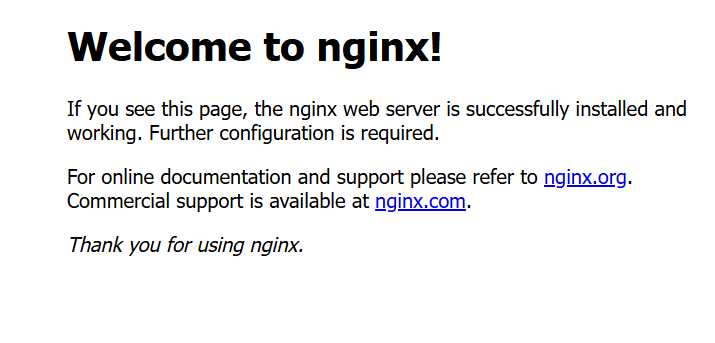 Welcome to nginx!
If you see this page, the nginx web server is successfully installed and
working. Further configuration is required.
For online documentation and support please refer to nginx.org.
Commercial support is available at nginx.com.
Thank you for using nginx.